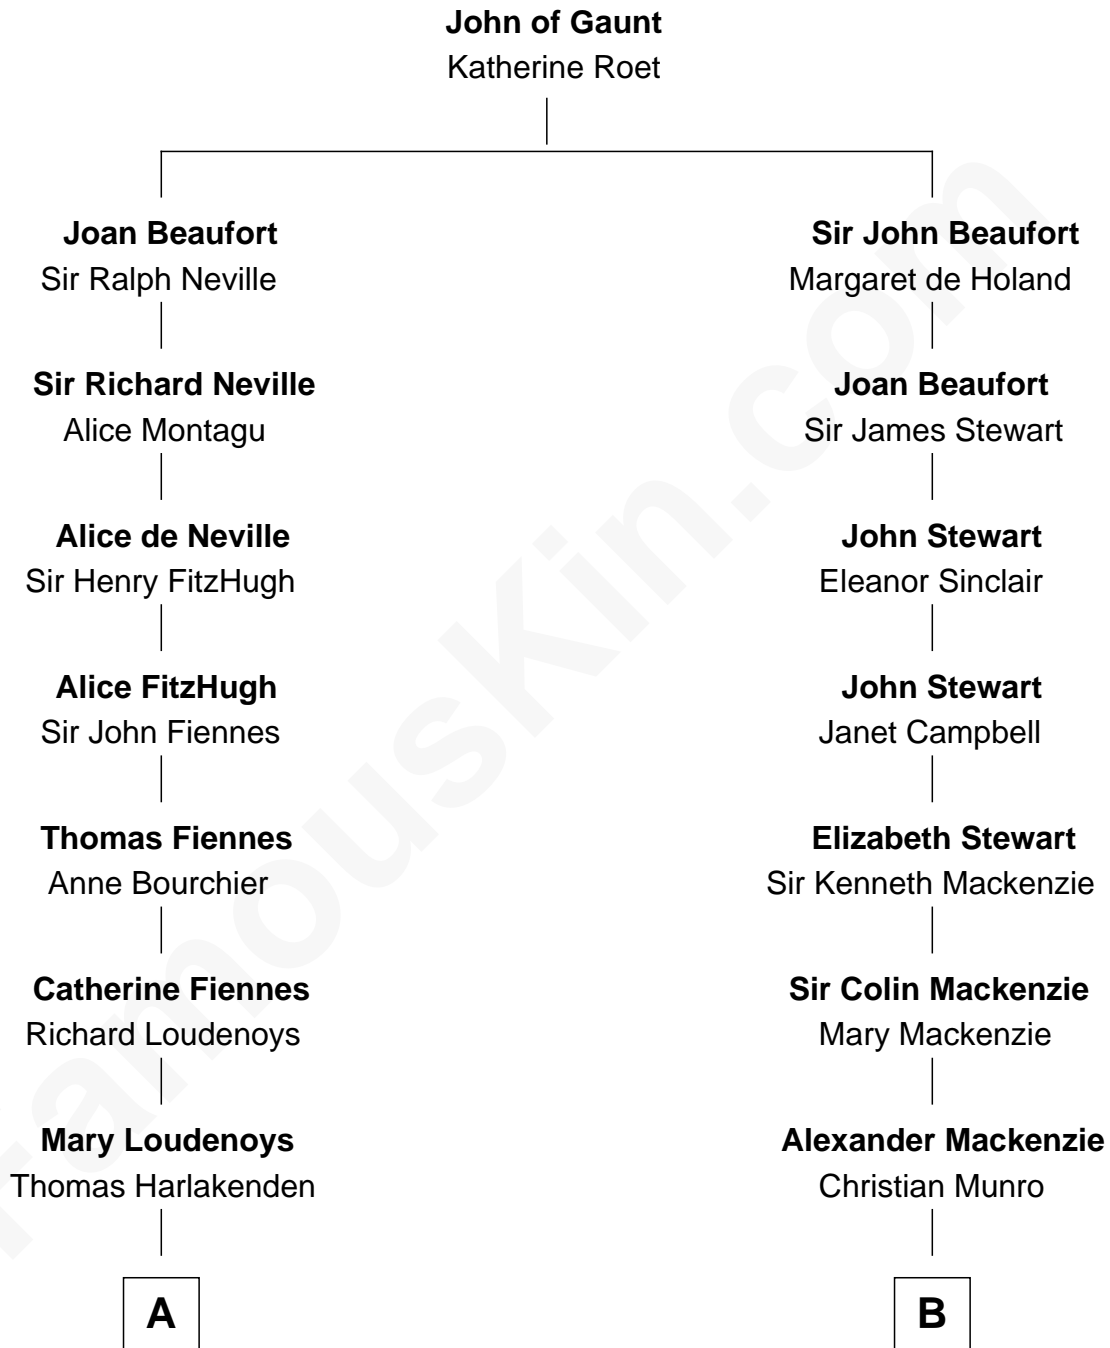 John of Gaunt
Katherine Roet
Joan Beaufort
Sir Ralph Neville
Sir Richard Neville
Alice Montagu
Alice de Neville
Sir Henry FitzHugh
Alice FitzHugh
Sir John Fiennes
Thomas Fiennes
Anne Bourchier
Catherine Fiennes
Richard Loudenoys
Mary Loudenoys
Thomas Harlakenden
A
Sir John Beaufort
Margaret de Holand
Joan Beaufort
Sir James Stewart
John Stewart
Eleanor Sinclair
John Stewart
Janet Campbell
Elizabeth Stewart
Sir Kenneth Mackenzie
Sir Colin Mackenzie
Mary Mackenzie
Alexander Mackenzie
Christian Munro
B
FamousKin.com